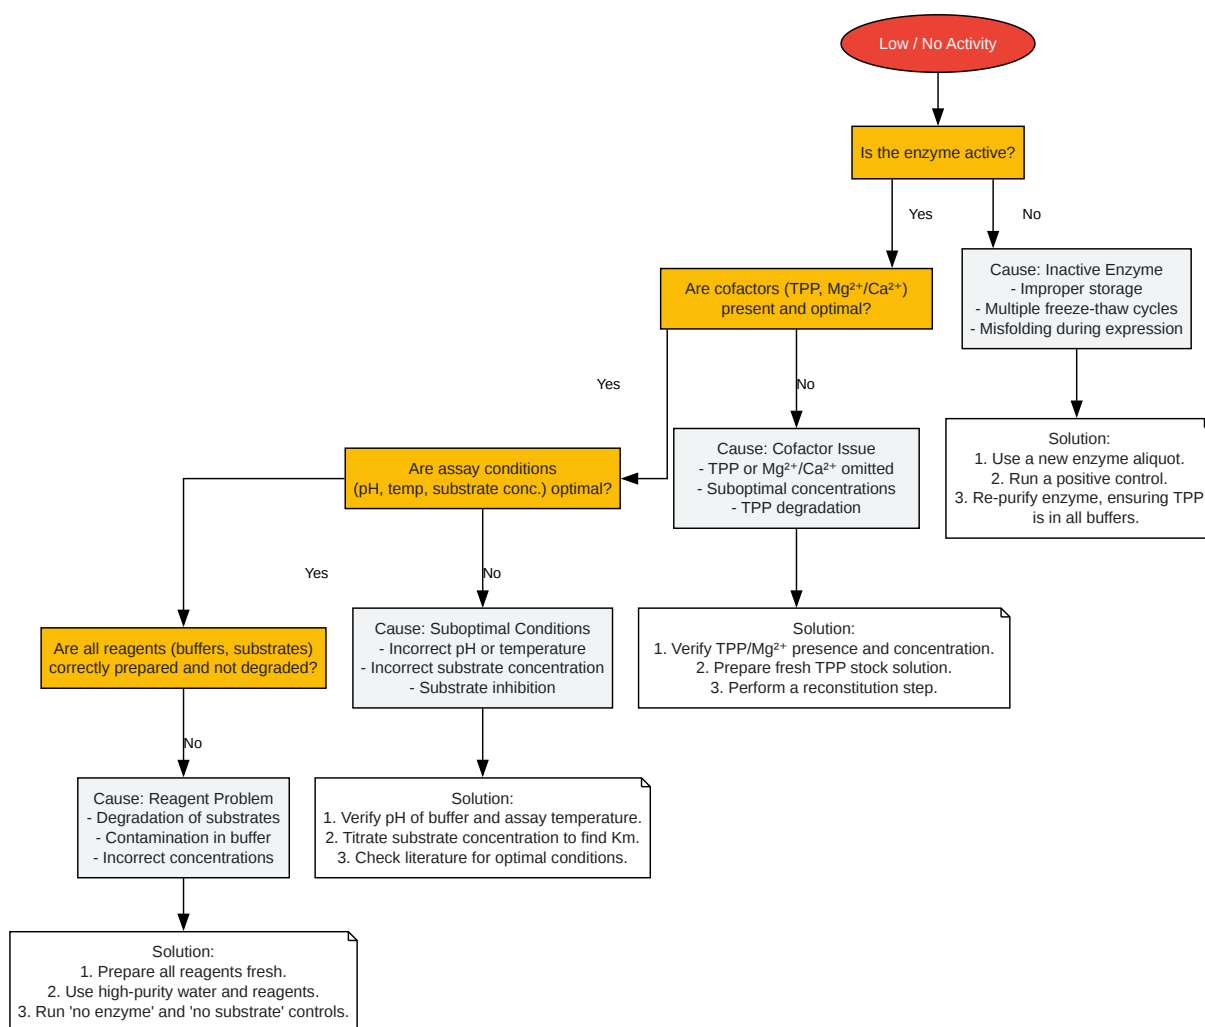 Low / No Activity
Is the enzyme active?
Yes
No
Are cofactors (TPP, Mg²⁺/Ca²⁺)
present and optimal?
Cause: Inactive Enzyme
- Improper storage
- Multiple freeze-thaw cycles
- Misfolding during expression
Yes
No
Solution:
1. Use a new enzyme aliquot.
2. Run a positive control.
3. Re-purify enzyme, ensuring TPP
is in all buffers.
Are assay conditions
(pH, temp, substrate conc.) optimal?
Cause: Cofactor Issue
- TPP or Mg²⁺/Ca²⁺ omitted
- Suboptimal concentrations
- TPP degradation
Yes
No
Solution:
1. Verify TPP/Mg²⁺ presence and concentration.
2. Prepare fresh TPP stock solution.
3. Perform a reconstitution step.
Are all reagents (buffers, substrates)
correctly prepared and not degraded?
Cause: Suboptimal Conditions
- Incorrect pH or temperature
- Incorrect substrate concentration
- Substrate inhibition
No
Solution:
1. Verify pH of buffer and assay temperature.
2. Titrate substrate concentration to find Km.
3. Check literature for optimal conditions.
Cause: Reagent Problem
- Degradation of substrates
- Contamination in buffer
- Incorrect concentrations
Solution:
1. Prepare all reagents fresh.
2. Use high-purity water and reagents.
3. Run 'no enzyme' and 'no substrate' controls.